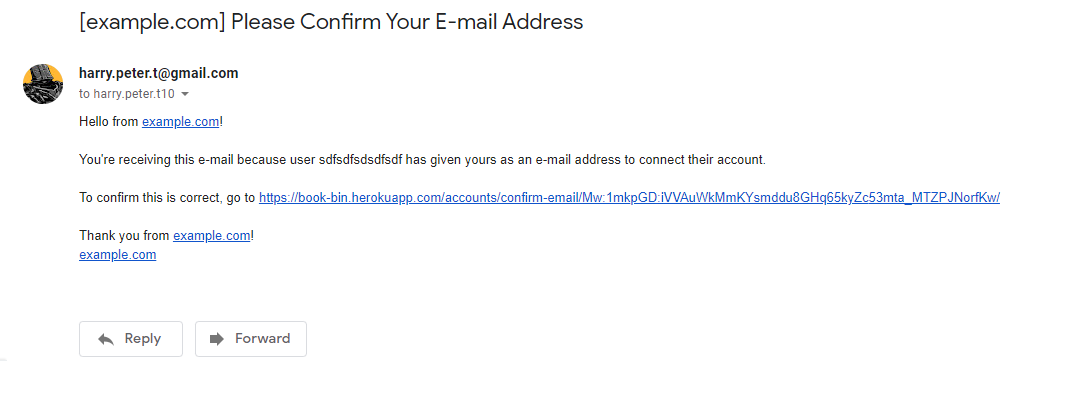 [example.com] Please Confirm Your E-mail Address
harry.peter.t@gmail.com
to harry.peter.t10
Hello from example.com!
You're receiving this e-mail because user sdfsdfsdsdfsdf has given yours as an e-mail address to connect their account.
To confirm this is correct, go to https://book-bin.herokuapp.com/accounts/confirm-email/Mw:1mkpGD:iVVAuWkMmKYsmddu8GHq65kyZc53mta_MTZPJNorfKw/
Thank you from example.com!
example.com
Reply
Forward